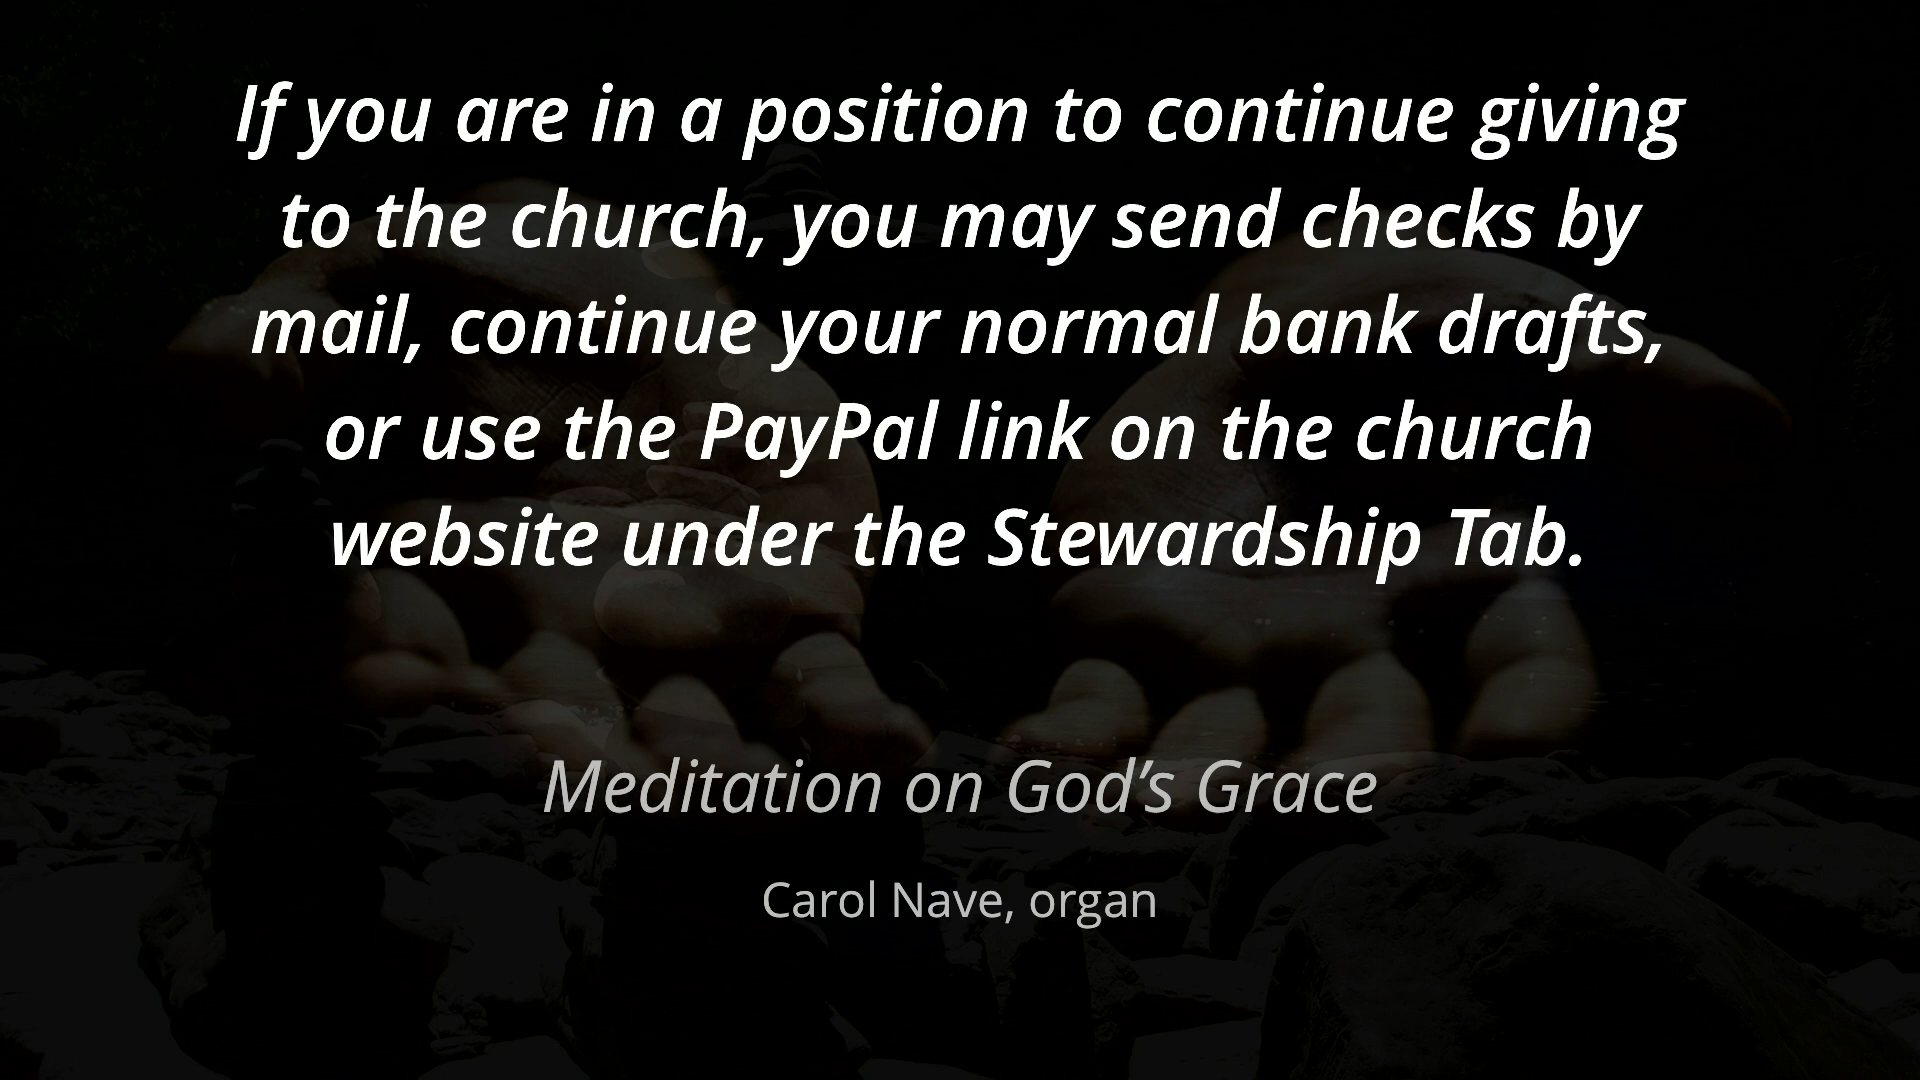 If you are in a position to continue giving
to the church, you may send checks by
mail, continue your normal bank drafts,
or use the PayPal link on the church
website under the Stewardship Tab.
Meditation on God’s Grace
Carol Nave, organ